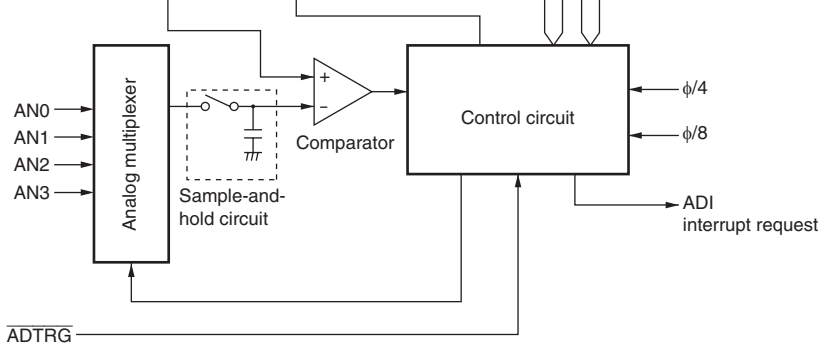 AN0
AN1
AN2
AN3
Analog multiplexer
Sample-and-
hold circuit
+
−
Comparator
Control circuit
ϕ/4
ϕ/8
ADI
interrupt request
ADTRG